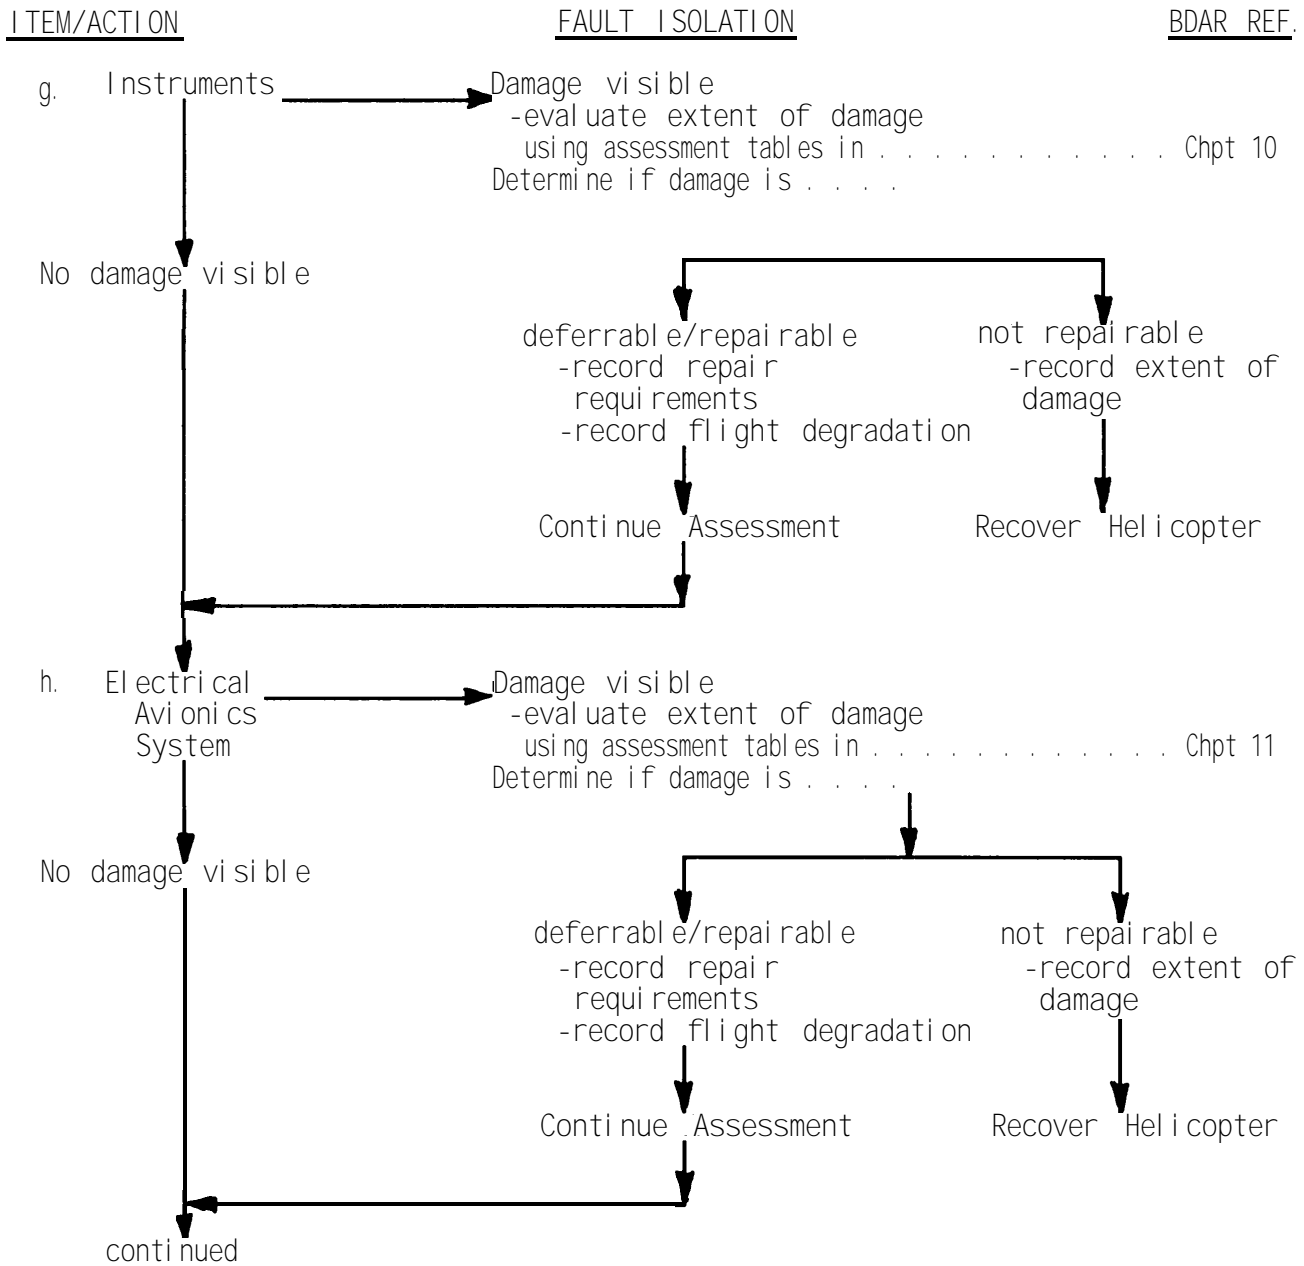 ITEM/ACTION FAULT ISOLATION BDAR REF.
g. Instruments Damage visible
-evaluate extent of damage
using assessment tables in . . . . . . . . . . . . Chpt 10
Determine if damage is . . . .
No damage visible
deferrable/repairable not repairable
-record repair -record extent of
requirements damage
-record flight degradation
Continue Assessment Recover Helicopter
h. Electrical Damage visible
Avionics -evaluate extent of damage
System using assessment tables in . . . . . . . . . . . . Chpt 11
Determine if damage is . . . .
No damage visible
deferrable/repairable not repairable
-record repair -record extent of
requirements damage
-record flight degradation
Continue Assessment Recover Helicopter
continued